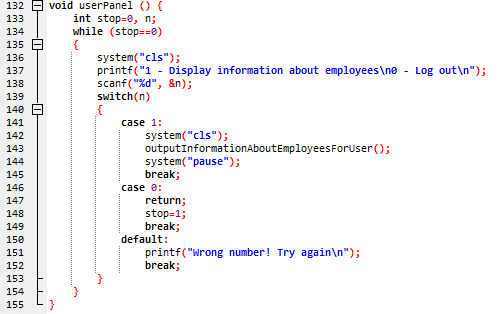 132 void userPanel () {
133 int stop=0, n;
134 while (stop==0)
135 {
136 system("cls");
137 printf("1 - Display information about employees\n0 - Log out\n");
138 scanf("%d", &n);
139 switch(n)
140 {
141 case 1:
142 system("cls");
143 outputInformationAboutEmployeesForUser();
144 system("pause");
145 break;
146 case 0:
147 return;
148 stop=1;
149 break;
150 default:
151 printf("Wrong number! Try again\n");
152 break;
153 }
154 }
155 }